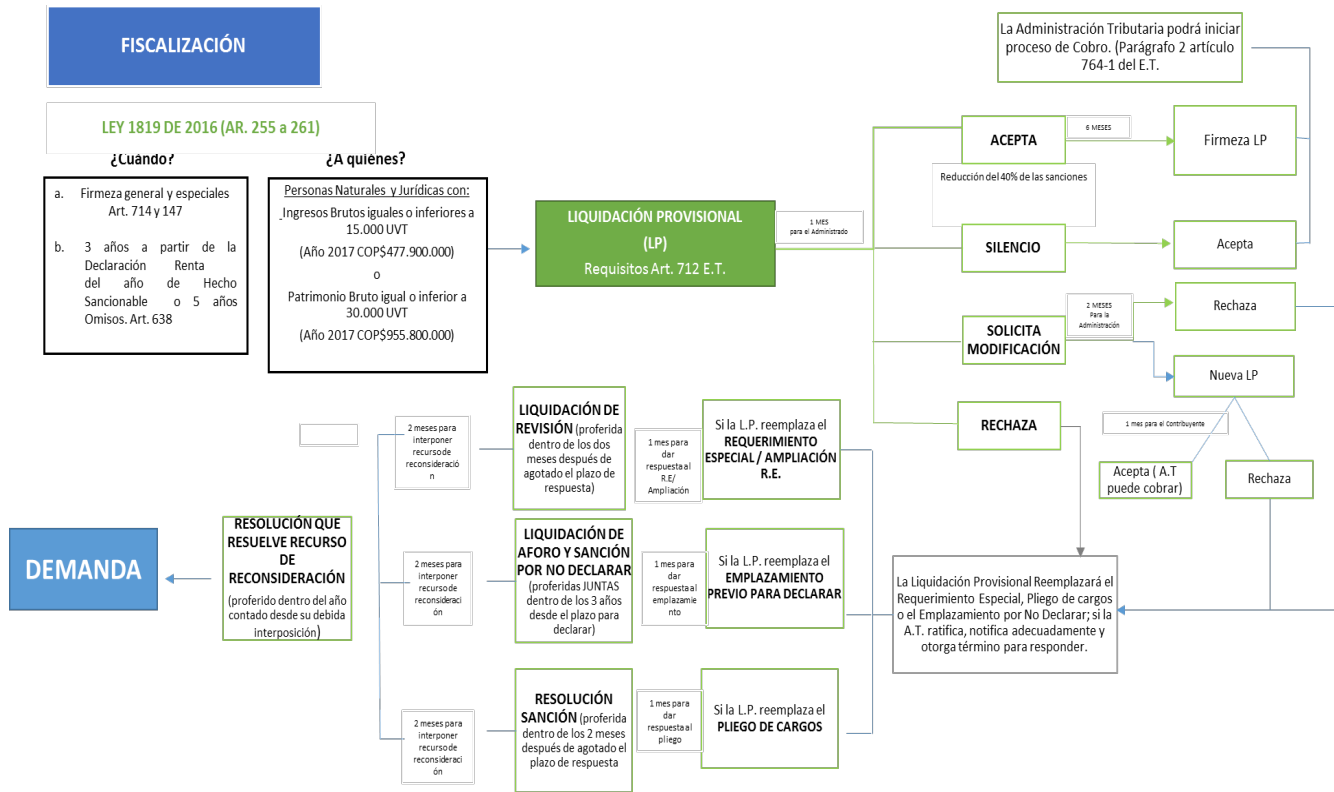 FISCALIZACIÓN
LEY 1819 DE 2016 (AR. 255 a 261)
¿Cuándo?
a. Firmeza general y especiales
Art. 714 y 147
b. 3 años a partir de la
Declaración Renta
del año de Hecho
Sancionable o 5 años
Omisos. Art. 638
¿A quiénes?
Personas Naturales y Jurídicas con:
Ingresos Brutos iguales o inferiores a
15.000 UVT
(Año 2017 COP$477.900.000)
o
Patrimonio Bruto igual o inferior a
30.000 UVT
(Año 2017 COP$955.800.000)
LIQUIDACIÓN PROVISIONAL
(LP)
Requisitos Art. 712 E.T.
1 MES
para el Administrado
La Administración Tributaria podrá iniciar
proceso de Cobro. (Parágrafo 2 artículo
764-1 del E.T.
ACEPTA
6 MESES
Firmeza LP
Reducción del 40% de las sanciones
SILENCIO
Acepta
SOLICITA
MODIFICACIÓN
2 MESES
Para la
Administración
Rechaza
Nueva LP
RECHAZA
1 mes para el Contribuyente
Acepta ( A.T
puede cobrar)
Rechaza
La Liquidación Provisional Reemplazará el
Requerimiento Especial, Pliego de cargos
o el Emplazamiento por No Declarar; si la
A.T. ratifica, notifica adecuadamente y
otorga término para responder.
Si la L.P. reemplaza el
REQUERIMIENTO
ESPECIAL / AMPLIACIÓN
R.E.
1 mes para
dar
respuesta al
R.E/
Ampliación
LIQUIDACIÓN DE
REVISIÓN (proferida
dentro de los dos
meses después de
agotado el plazo de
respuesta)
2 meses para
interponer
recurso de
reconsideració
n
Si la L.P. reemplaza el
EMPLAZAMIENTO
PREVIO PARA DECLARAR
1 mes para
dar
respuesta al
emplazamie
nto
LIQUIDACIÓN DE
AFORO Y SANCIÓN
POR NO DECLARAR
(proferidas JUNTAS
dentro de los 3 años
desde el plazo para
declarar)
2 meses para
interponer
recurso de
reconsideraci
ón
Si la L.P. reemplaza el
PLIEGO DE CARGOS
1 mes para
dar
respuesta al
pliego
RESOLUCIÓN
SANCIÓN (proferida
dentro de los 2 meses
después de agotado el
plazo de respuesta
2 meses para
interponer
recurso de
reconsideraci
ón
RESOLUCIÓN QUE
RESUELVE RECURSO
DE
RECONSIDERACIÓN
(proferido dentro del año
contado desde su debida
interposición)
DEMANDA